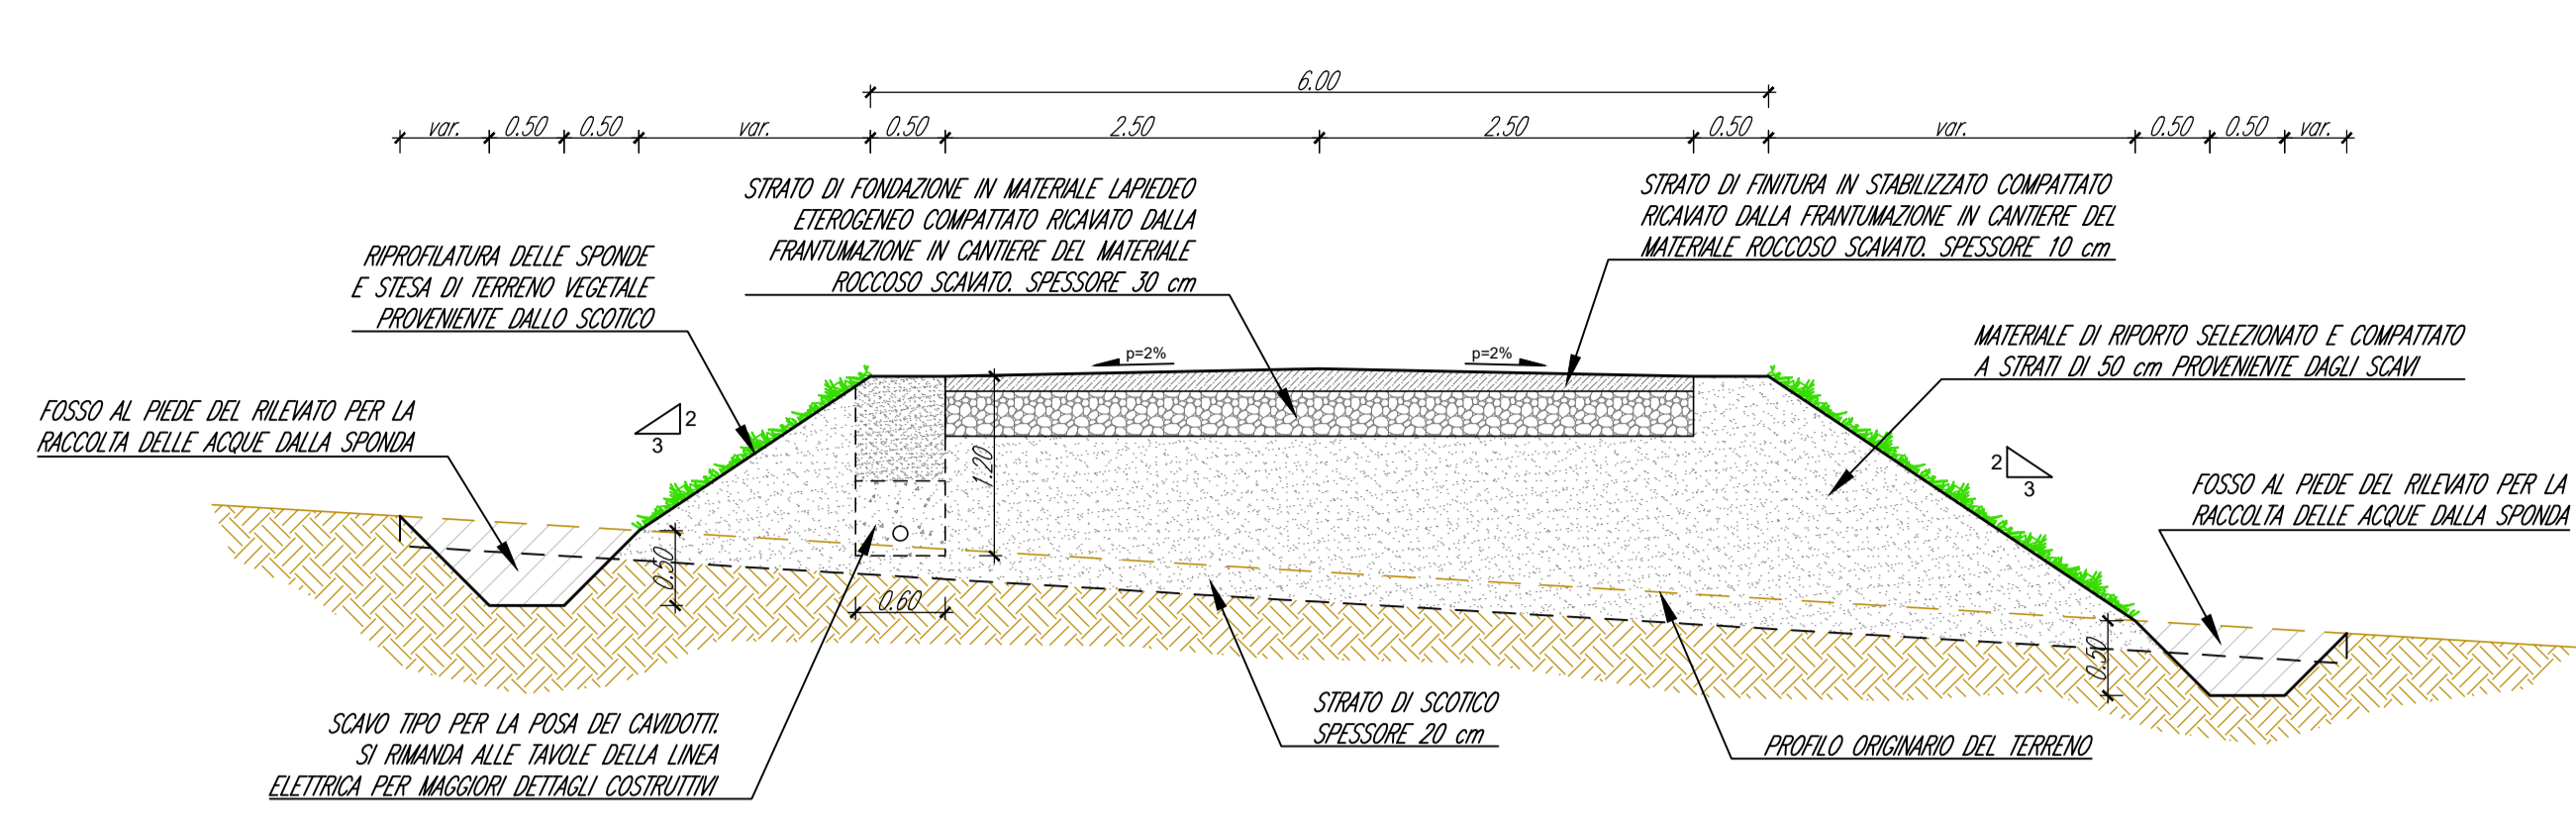 6.00
var. 0.50 0.50 var. 0.50 2.50 2.50 0.50 var. 0.50 0.50 var.
STRATO DI FONDAZIONE IN MATERIALE LAPIEDEO
ETEROGENEO COMPATTATO RICAVATO DALLA
FRANTUMAZIONE IN CANTIERE DEL MATERIALE
ROCCOSO SCAVATO. SPESSORE 30 cm
STRATO DI FINITURA IN STABILIZZATO COMPATTATO
RICAVATO DALLA FRANTUMAZIONE IN CANTIERE DEL
MATERIALE ROCCOSO SCAVATO. SPESSORE 10 cm
RIPROFILATURA DELLE SPONDE
E STESA DI TERRENO VEGETALE
PROVENIENTE DALLO SCOTICO
MATERIALE DI RIPORTO SELEZIONATO E COMPATTATO
A STRATI DI 50 cm PROVENIENTE DAGLI SCAVI
p=2%
p=2%
FOSSO AL PIEDE DEL RILEVATO PER LA
RACCOLTA DELLE ACQUE DALLA SPONDA
2
3
1.20
2
3
FOSSO AL PIEDE DEL RILEVATO PER LA
RACCOLTA DELLE ACQUE DALLA SPONDA
0.50
0.60
0.50
STRATO DI SCOTICO
SPESSORE 20 cm
PROFILO ORIGINARIO DEL TERRENO
SCAVO TIPO PER LA POSA DEI CAVIDOTTI.
SI RIMANDA ALLE TAVOLE DELLA LINEA
ELETTRICA PER MAGGIORI DETTAGLI COSTRUTTIVI